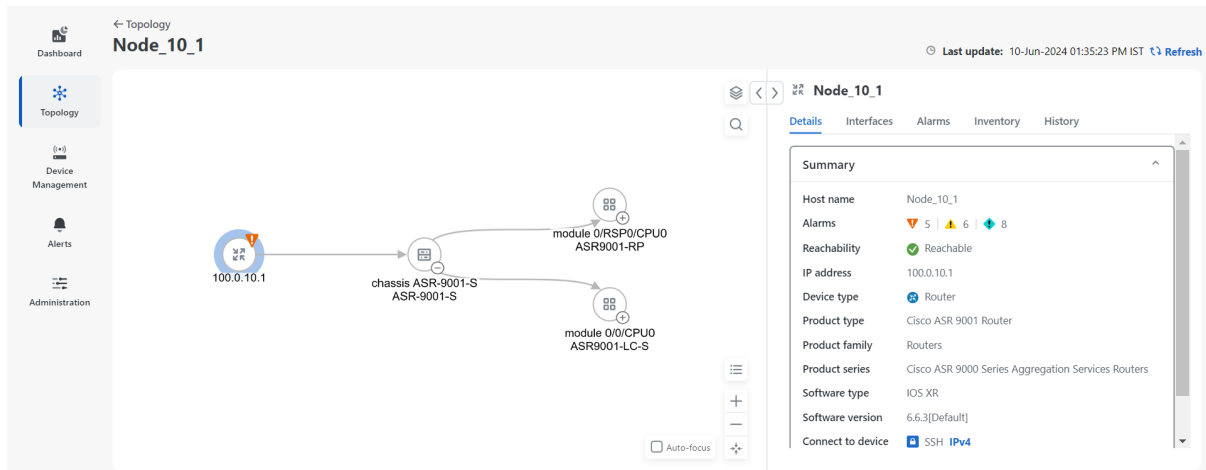 ← Topology
Node_10_1
Last update: 10-Jun-2024 01:35:23 PM IST Refresh
Dashboard
Topology
Device
Management
Alerts
Administration
100.0.10.1
chassis ASR-9001-S
ASR-9001-S
module 0/RSP0/CPU0
ASR9001-RP
module 0/0/CPU0
ASR9001-LC-S
Auto-focus
Node_10_1
Details Interfaces Alarms Inventory History
Summary
Host name Node_10_1
Alarms 5 6 8
Reachability Reachable
IP address 100.0.10.1
Device type Router
Product type Cisco ASR 9001 Router
Product family Routers
Product series Cisco ASR 9000 Series Aggregation Services Routers
Software type IOS XR
Software version 6.6.3[Default]
Connect to device SSH IPv4